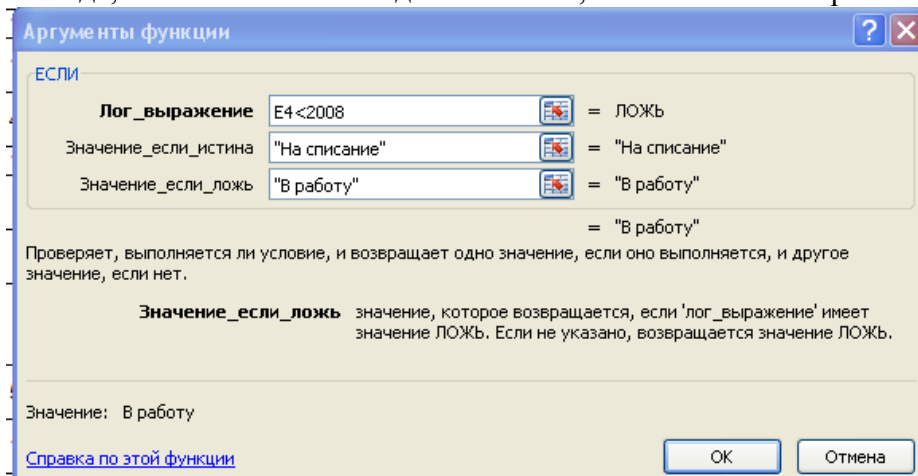 Аргументы функции
ЕСЛИ
Лог_выражение E4<2008 = ЛОЖЬ
Значение_если_истина "На списание" = "На списание"
Значение_если_ложь "В работу" = "В работу"
= "В работу"
Проверяет, выполняется ли условие, и возвращает одно значение, если оно выполняется, и другое
значение, если нет.
Значение_если_ложь значение, которое возвращается, если 'лог_выражение' имеет
значение ЛОЖЬ. Если не указано, возвращается значение ЛОЖЬ.
Значение: В работу
Справка по этой функции
ОК Отмена